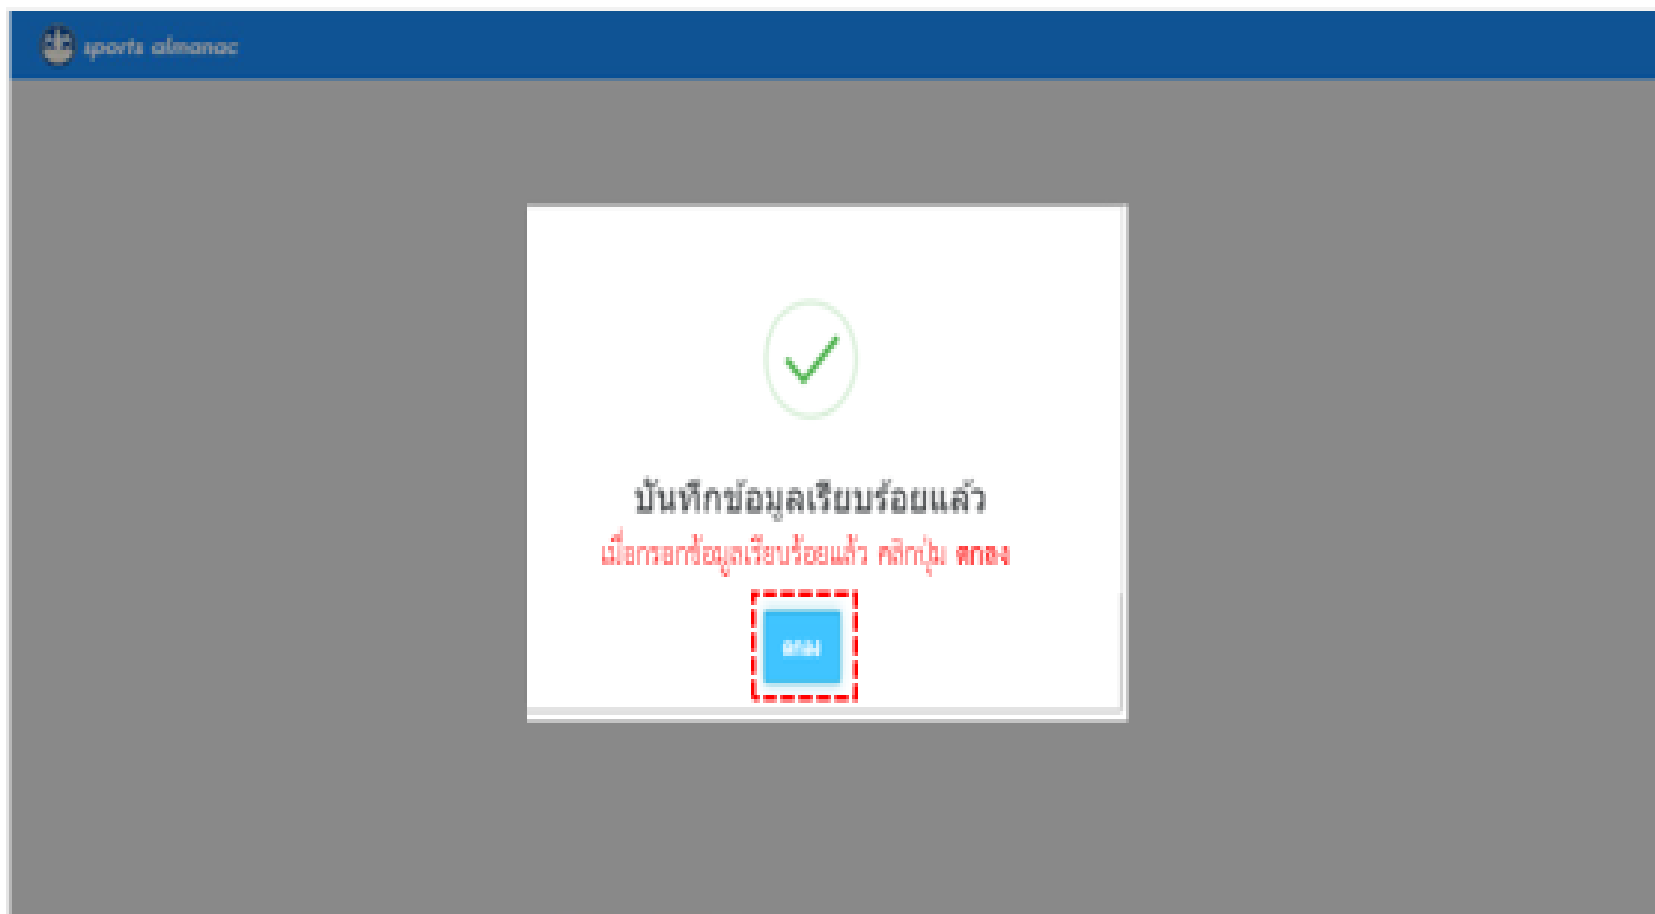 sports almanac
บันทึกข้อมูลเรียบร้อยแล้ว
เมื่อกรอกข้อมูลเรียบร้อยแล้ว คลิกปุ่ม ตกลง
ตกลง